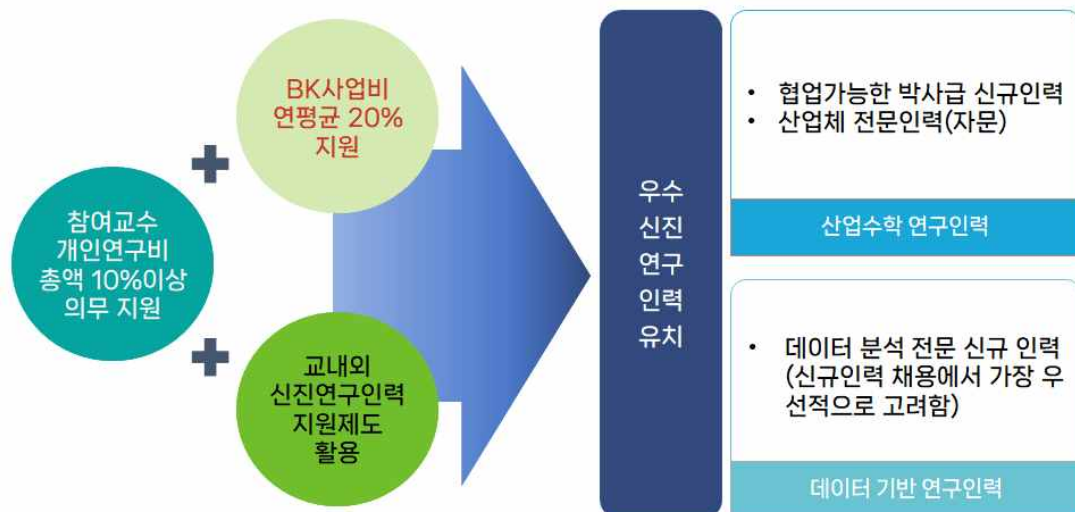 BK사업비
연평균 20%
지원
참여교수
개인연구비
총액 10%이상
의무 지원
교내외
신진연구인력
지원제도
활용
우수
신진
연구
인력
유치
• 협업가능한 박사급 신규인력
• 산업체 전문인력(자문)
산업수학 연구인력
• 데이터 분석 전문 신규 인력
(신규인력 채용에서 가장 우
선적으로 고려함)
데이터 기반 연구인력